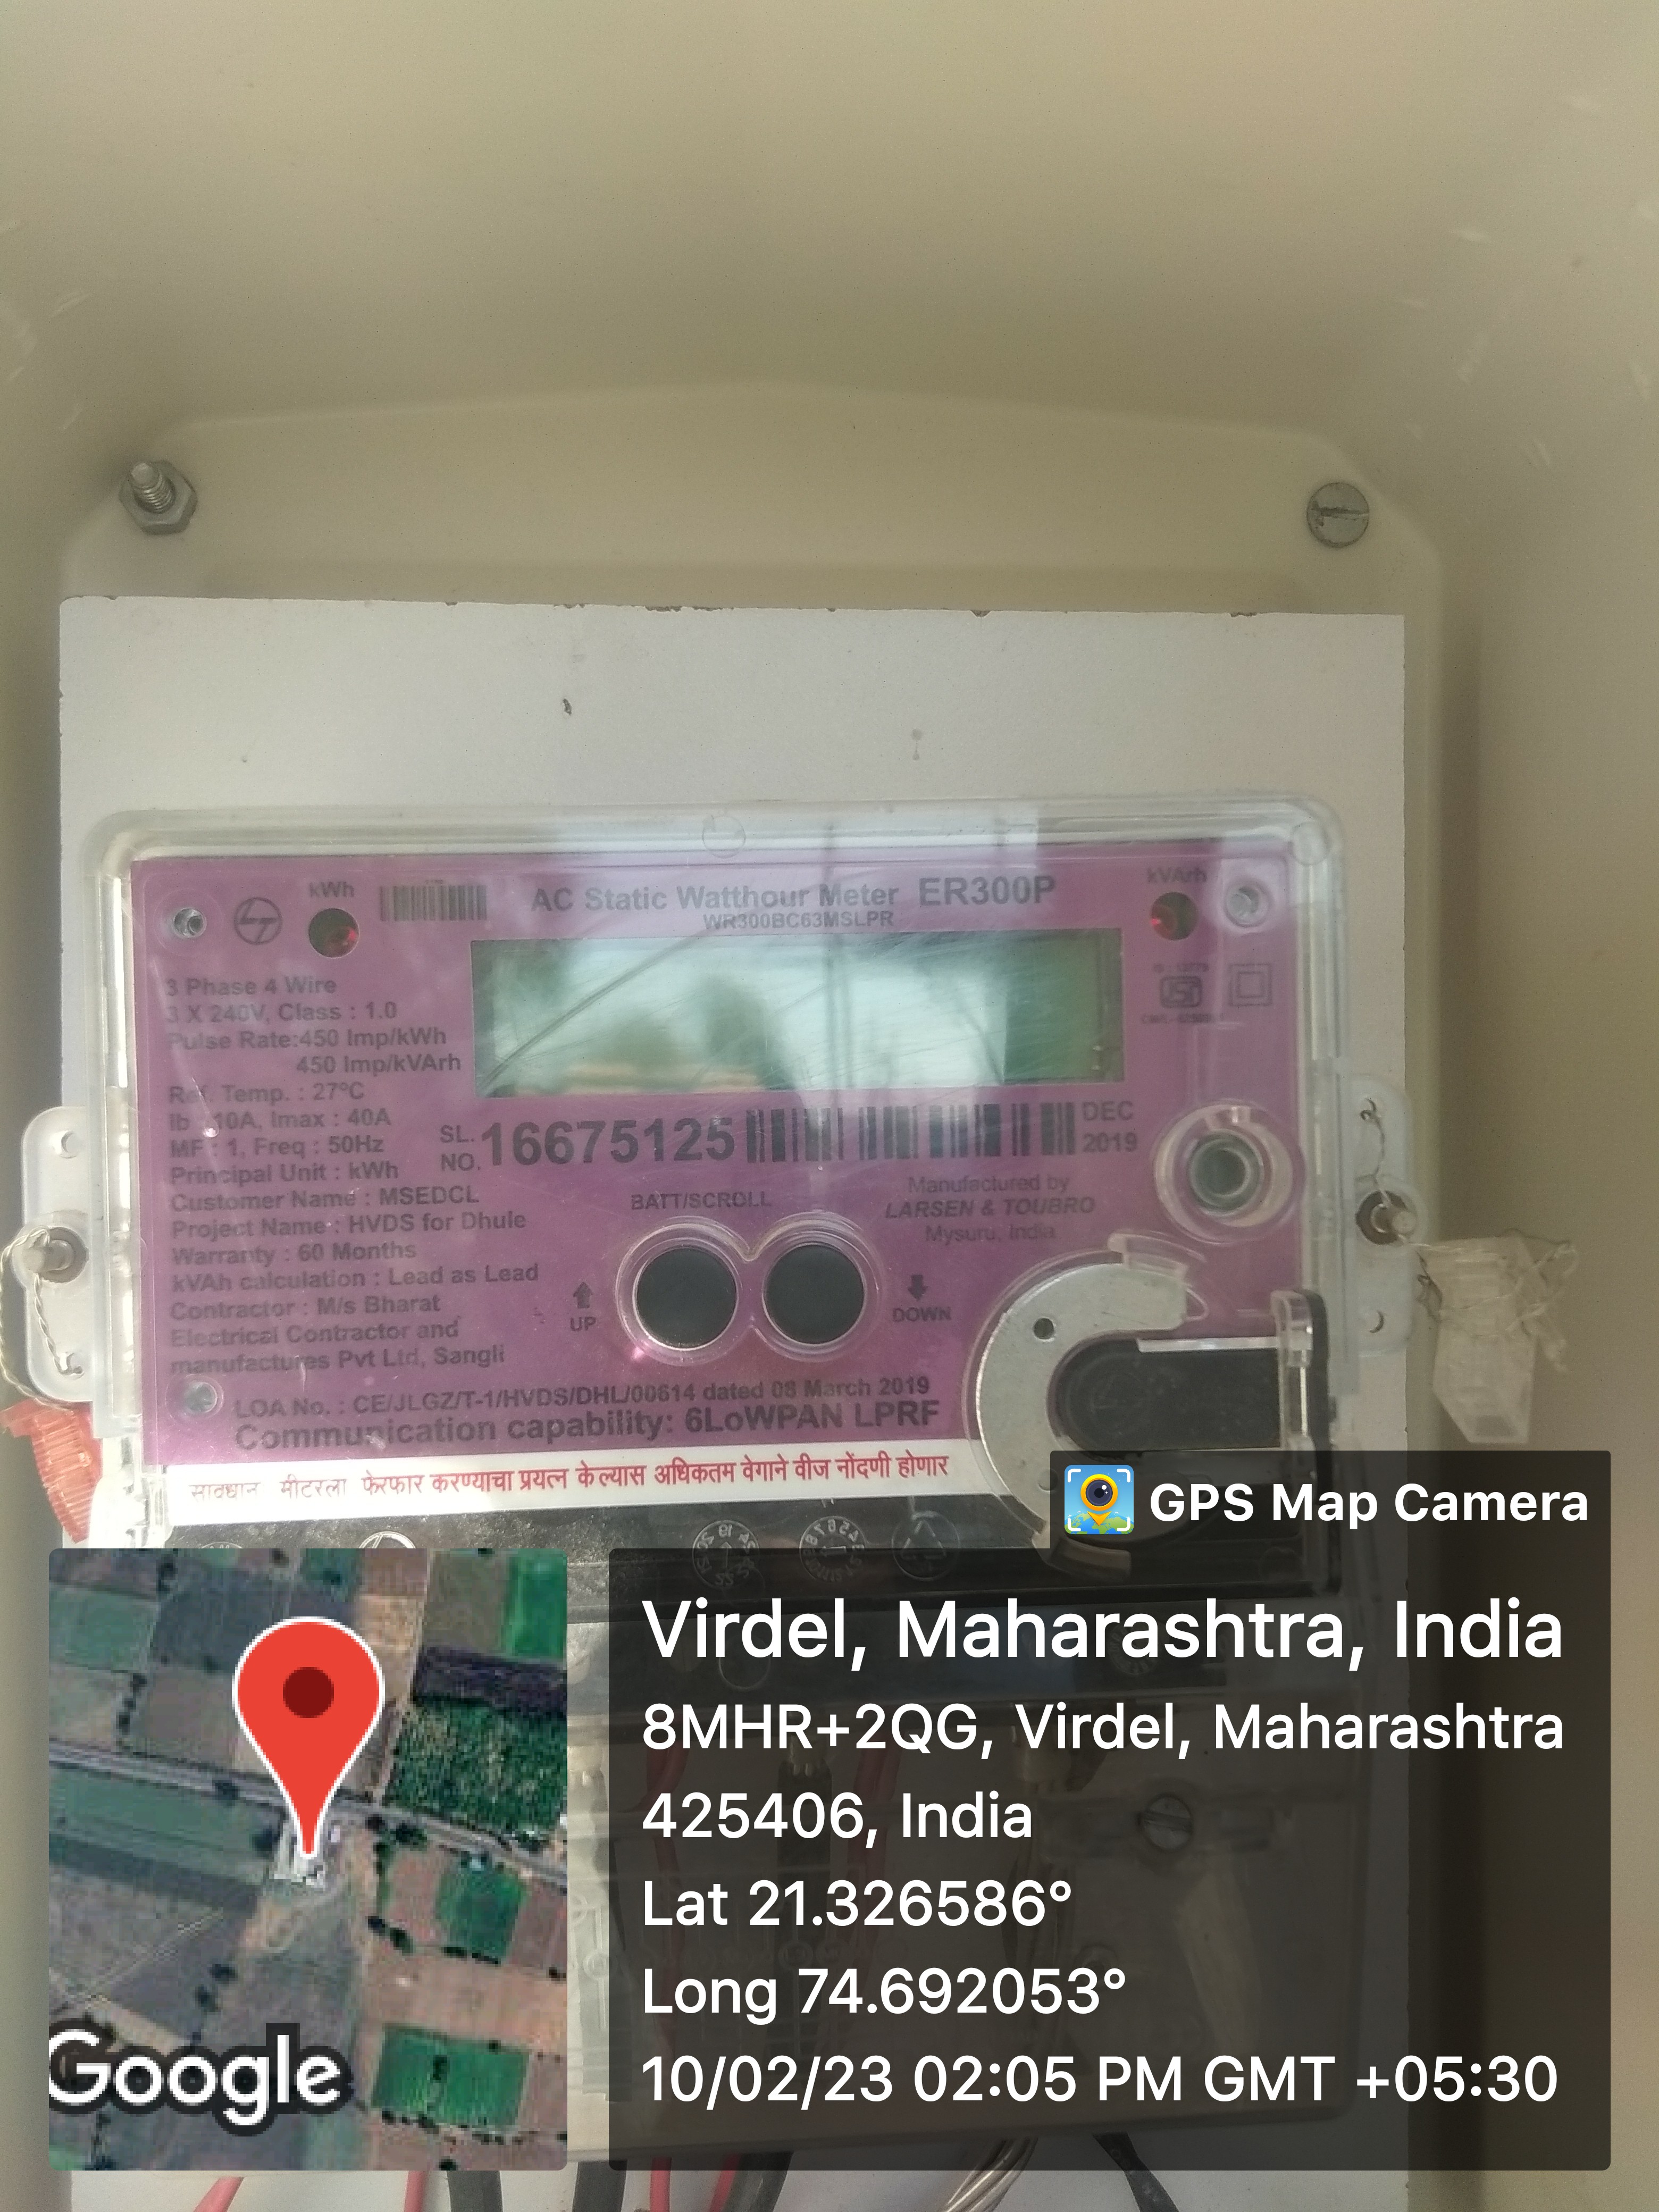 kWh
AC Static Watthour Meter ER300P
WR300BC63MSLPR
kVArh
3 Phase 4 Wire
3 X 240V, Class : 1.0
Pulse Rate:450 Imp/kWh
450 Imp/kVArh
Ref. Temp. : 27°C
Ib : 10A, Imax : 40A
MF : 1, Freq : 50Hz
Principal Unit : kWh
Customer Name : MSEDCL
Project Name : HVDS for Dhule
Warranty : 60 Months
kVAh calculation : Lead as Lead
Contractor : M/s Bharat
Electrical Contractor and
manufactures Pvt Ltd, Sangli
SL. NO. 16675125
DEC 2019
BATT/SCROLL
UP
DOWN
Manufactured by
LARSEN & TOUBRO
Mysuru, India
LOA No. : CE/JLGZ/T-1/HVDS/DHL/00614 dated 08 March 2019
Communication capability: 6LoWPAN LPRF
सावधान मीटरला फेरफार करण्याचा प्रयत्न केल्यास अधिकतम वेगाने वीज नोंदणी होणार
GPS Map Camera
Virdel, Maharashtra, India
8MHR+2QG, Virdel, Maharashtra
425406, India
Lat 21.326586°
Long 74.692053°
10/02/23 02:05 PM GMT +05:30
Google